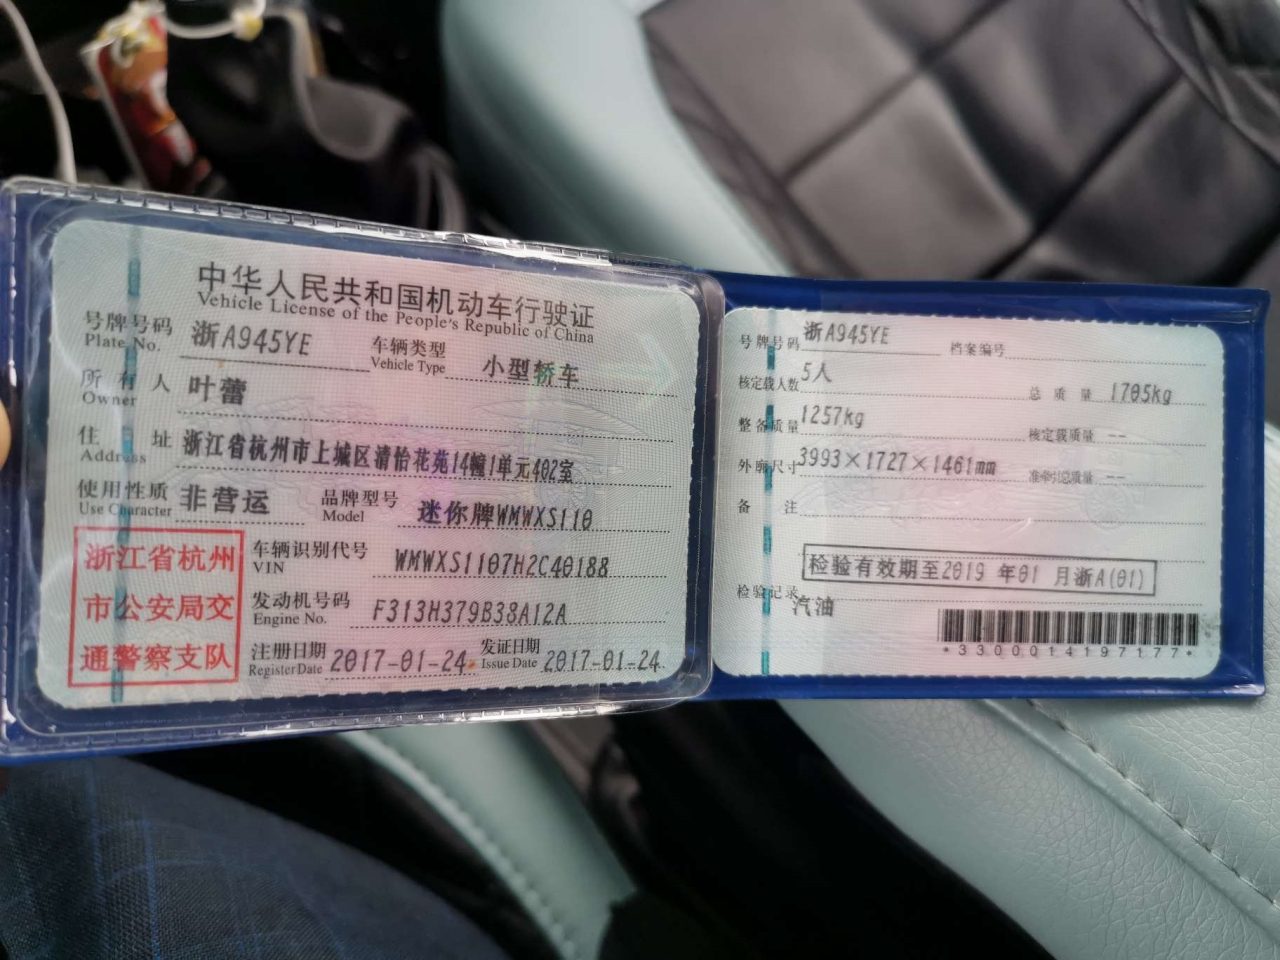 中华人民共和国机动车行驶证
Vehicle License of the People's Republic of China
号牌号码 浙A945YE 车辆类型 小型轿车
Plate No. Vehicle Type
所有人 叶蕾
Owner
住址 浙江省杭州市上城区清怡花苑14幢1单元402室
Address
使用性质 非营运 品牌型号 迷你牌WMWXS110
Use Character Model
浙江省杭州
市公安局交
通警察支队
车辆识别代号 WMWXS1107H2C40188
VIN
发动机号码 F313H379B38A12A
Engine No.
注册日期 2017-01-24 发证日期 2017-01-24
Register Date Issue Date
号牌号码 浙A945YE 档案编号
核定载人数 5人 总质量 1705kg
整备质量 1257kg 核定载质量 --
外廓尺寸 3993×1727×1461mm 准牵引总质量 --
备注
检验有效期至2019年01月浙A(01)
检验记录
汽油
*3300014197177*